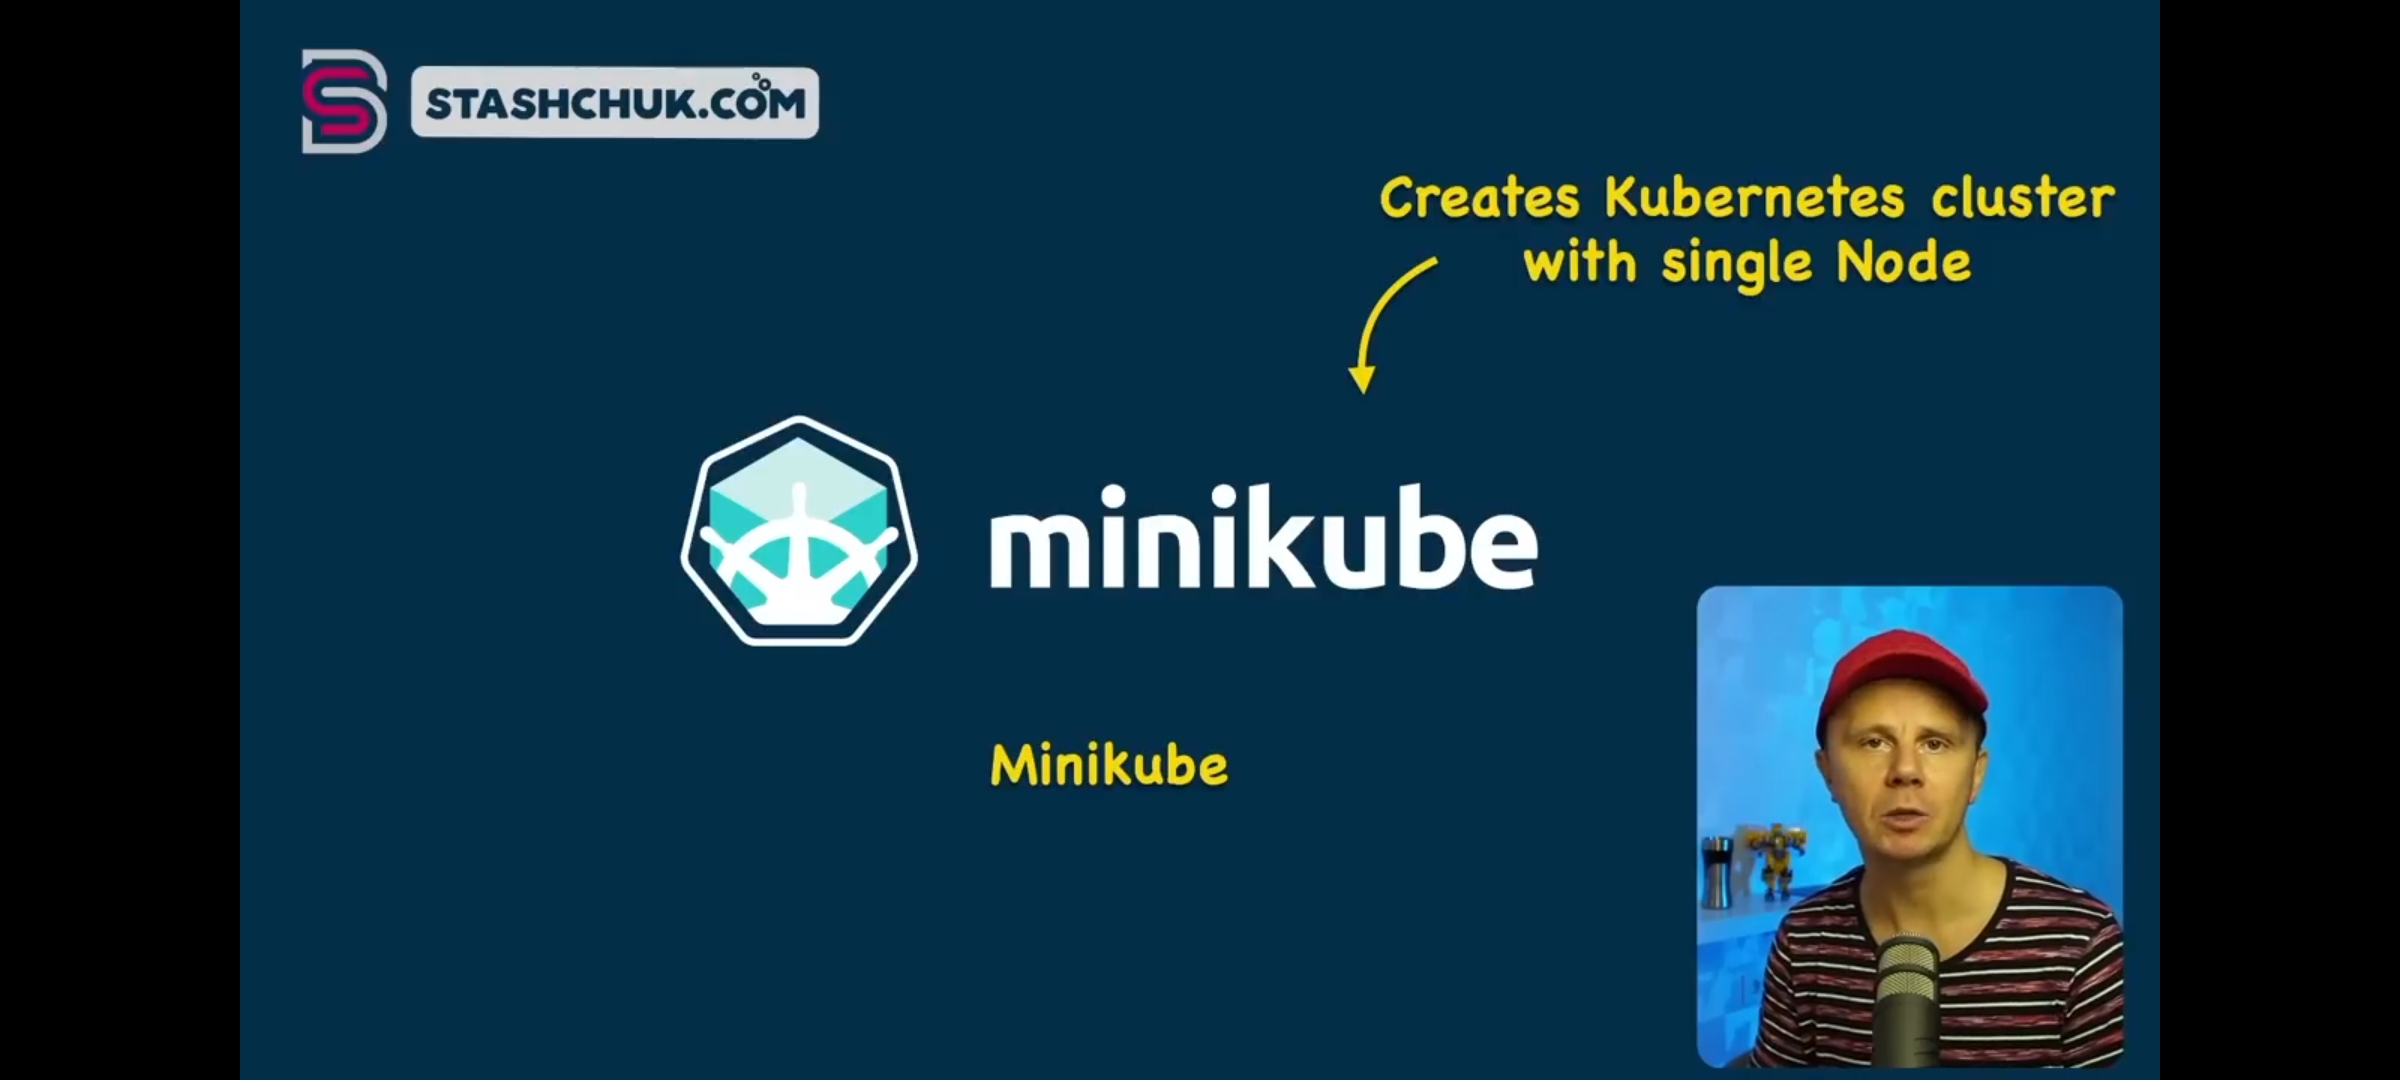 STASHCHUK.COM
Creates Kubernetes cluster
with single Node
minikube
Minikube